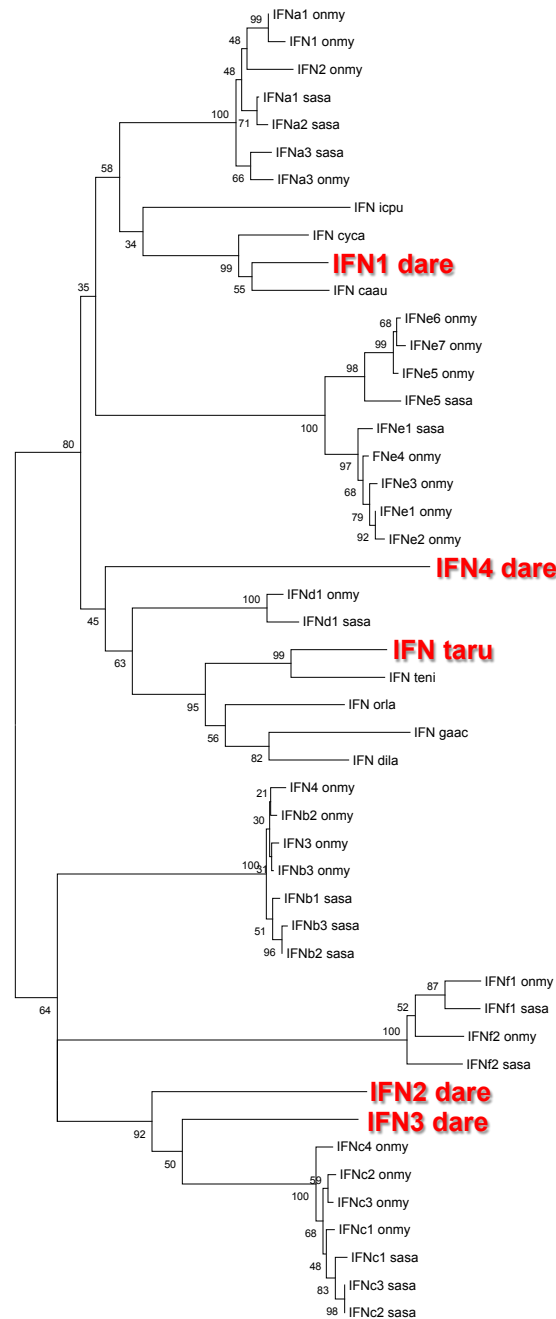 IFNa1 onmy
99
IFN1 onmy
48
IFN2 onmy
48
IFNa1 sasa
100
71
IFNa2 sasa
IFNa3 sasa
58
66
IFNa3 onmy
IFN icpu
34
IFN cyca
99
IFN1 dare
35
55
IFN caau
IFNe6 onmy
68
IFNe7 onmy
99
98
IFNe5 onmy
IFNe5 sasa
100
IFNe1 sasa
80
97
FNe4 onmy
68
IFNe3 onmy
79
IFNe1 onmy
92
IFNe2 onmy
IFN4 dare
100
IFNd1 onmy
45
IFNd1 sasa
63
99
IFN taru
IFN teni
95
IFN orla
56
IFN gaac
82
IFN dila
21
IFN4 onmy
30
IFNb2 onmy
IFN3 onmy
100
31
IFNb3 onmy
IFNb1 sasa
51
IFNb3 sasa
96
IFNb2 sasa
87
IFNf1 onmy
64
52
IFNf1 sasa
100
IFNf2 onmy
IFNf2 sasa
IFN2 dare
92
IFN3 dare
50
IFNc4 onmy
59
IFNc2 onmy
100
IFNc3 onmy
68
IFNc1 onmy
48
IFNc1 sasa
83
IFNc3 sasa
98
IFNc2 sasa